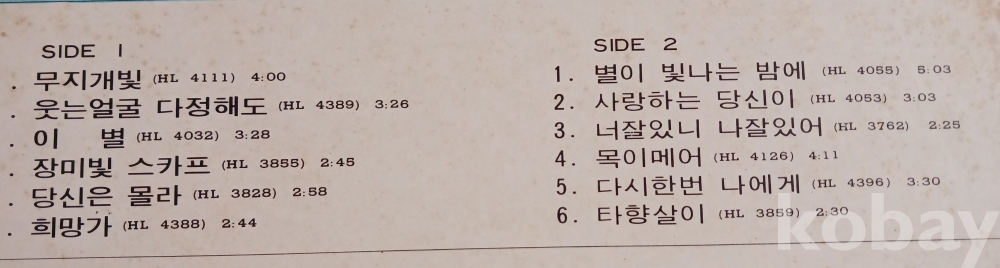 SIDE 1
. 무지개빛 (HL 4111) 4:00
. 웃는얼굴 다정해도 (HL 4389) 3:26
. 이 별 (HL 4032) 3:28
. 장미빛 스카프 (HL 3855) 2:45
. 당신은 몰라 (HL 3828) 2:58
. 희망가 (HL 4388) 2:44
SIDE 2
1. 별이 빛나는 밤에 (HL 4055) 5:03
2. 사랑하는 당신이 (HL 4053) 3:03
3. 너잘있니 나잘있어 (HL 3762) 2:25
4. 목이메어 (HL 4126) 4:11
5. 다시한번 나에게 (HL 4396) 3:30
6. 타향살이 (HL 3859) 2:30
kobay